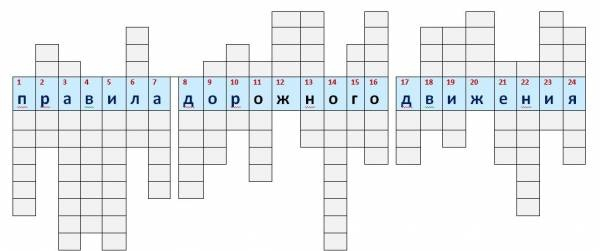 1 2 3 4 5 6 7 8 9 10 11 12 13 14 15 16 17 18 19 20 21 22 23 24
правила дорожного движения